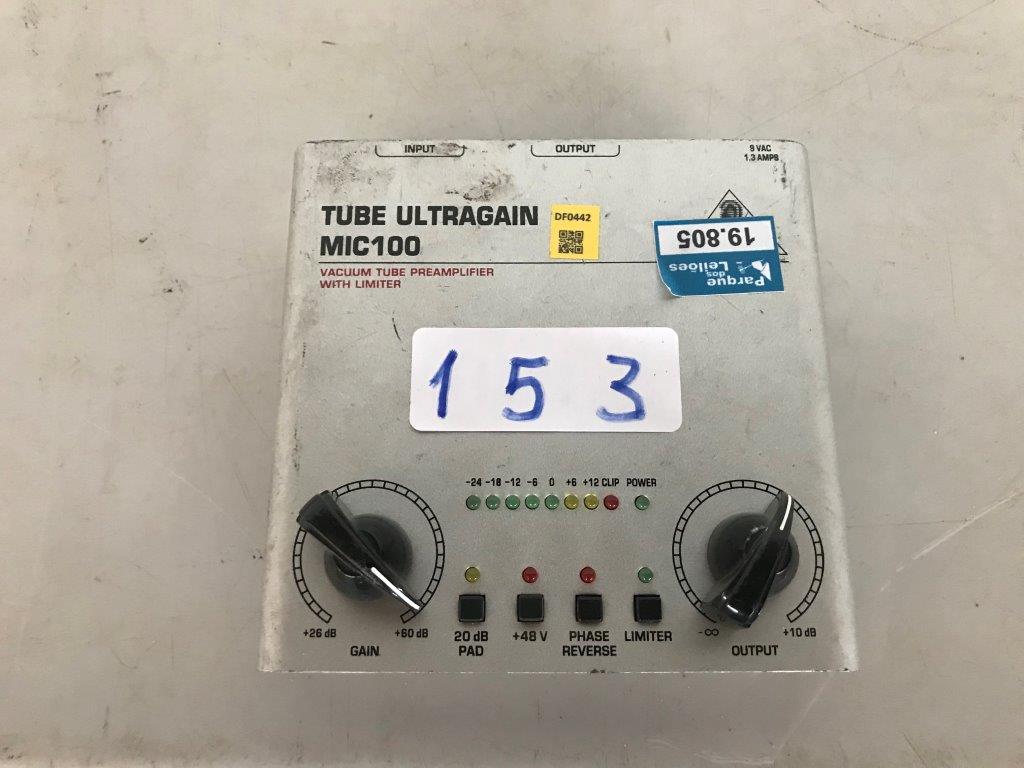 INPUT
OUTPUT
9 VAC
1.3 AMPS
TUBE ULTRAGAIN
MIC100
DF0442
19.805
Parque
dos
Leilões
VACUUM TUBE PREAMPLIFIER
WITH LIMITER
153
-24 -18 -12 -6 0 +6 +12 CLIP POWER
+26 dB +60 dB
GAIN
20 dB
PAD
+48 V
PHASE
REVERSE
LIMITER
-∞ +10 dB
OUTPUT